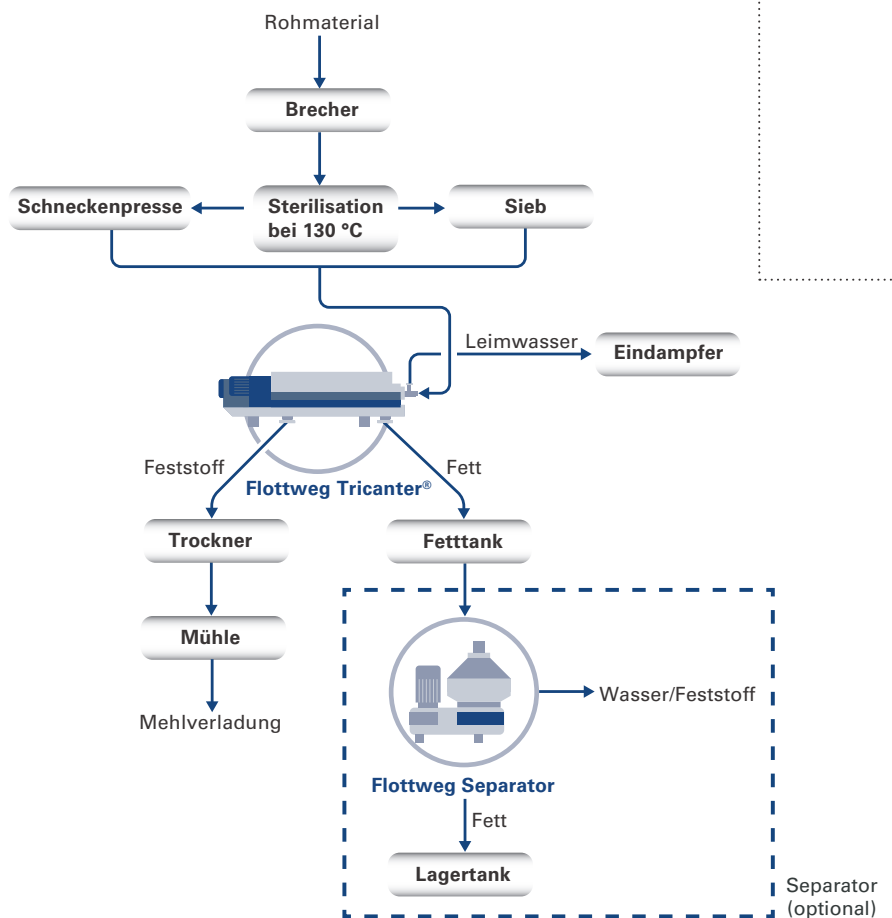 Rohmaterial
Brecher
Schneckenpresse
Sterilisation
bei 130 °C
Sieb
Leimwasser
Eindampfer
Feststoff
Fett
Flottweg Tricanter®
Trockner
Fetttank
Mühle
Wasser/Feststoff
Mehlverladung
Flottweg Separator
Fett
Lagertank
Separator
(optional)